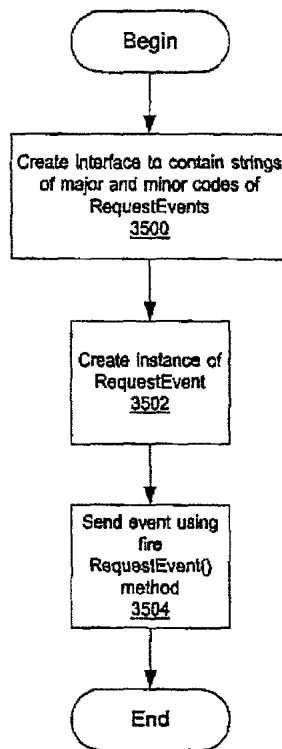 Begin
Create Interface to contain strings
of major and minor codes of
RequestEvents
3500
Create instance of
RequestEvent
3502
Send event using
fire
RequestEvent()
method
3504
End